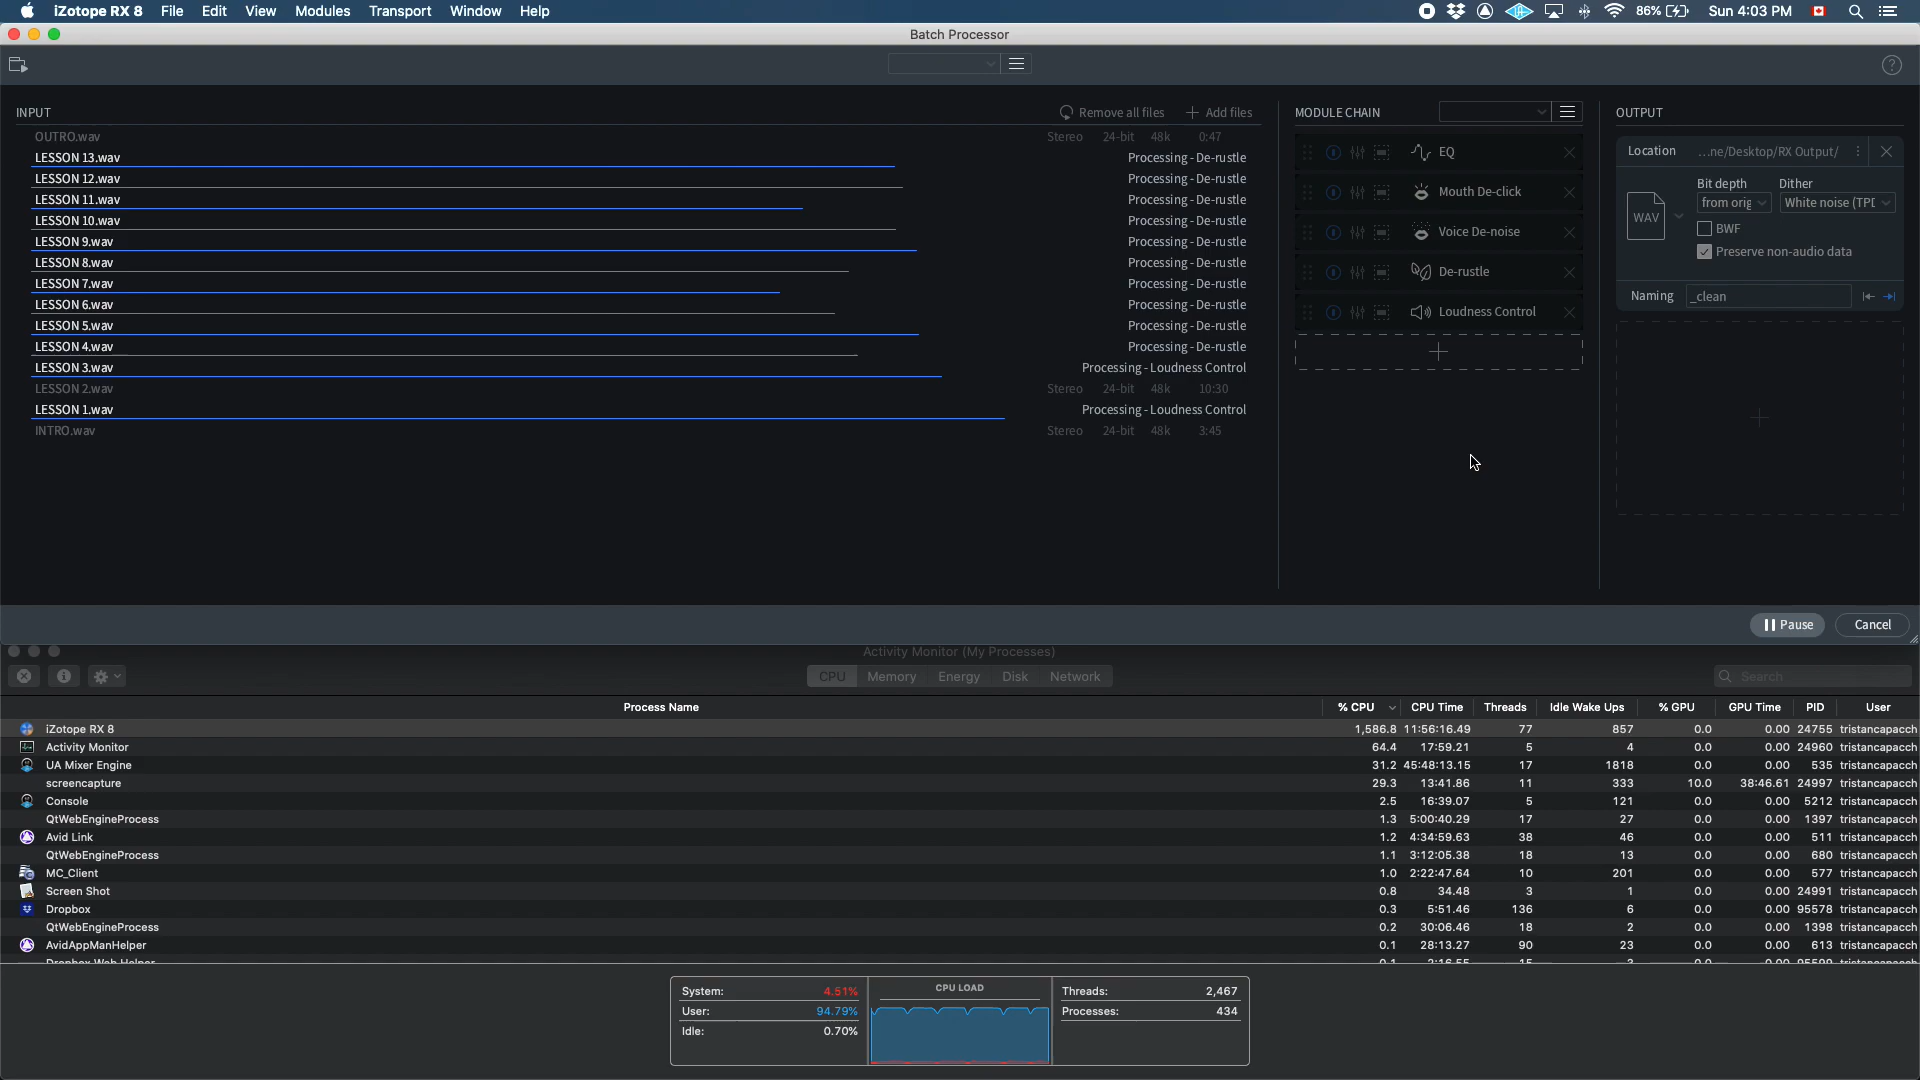 iZotope RX 8 File Edit View Modules Transport Window Help 86% Sun 4:03 PM
Batch Processor
INPUT Remove all files Add files
OUTRO.wav Stereo 24-bit 48k 0:47
LESSON 13.wav Processing - De-rustle
LESSON 12.wav Processing - De-rustle
LESSON 11.wav Processing - De-rustle
LESSON 10.wav Processing - De-rustle
LESSON 9.wav Processing - De-rustle
LESSON 8.wav Processing - De-rustle
LESSON 7.wav Processing - De-rustle
LESSON 6.wav Processing - De-rustle
LESSON 5.wav Processing - De-rustle
LESSON 4.wav Processing - De-rustle
LESSON 3.wav Processing - Loudness Control
LESSON 2.wav Stereo 24-bit 48k 10:30
LESSON 1.wav Processing - Loudness Control
INTRO.wav Stereo 24-bit 48k 3:45
MODULE CHAIN
EQ
Mouth De-click
Voice De-noise
De-rustle
Loudness Control
OUTPUT
Location ...ne/Desktop/RX Output/
Bit depth Dither
WAV from orig White noise (TPD
BWF
Preserve non-audio data
Naming _clean
Pause Cancel
Activity Monitor (My Processes)
CPU Memory Energy Disk Network Search
Process Name % CPU CPU Time Threads Idle Wake Ups % GPU GPU Time PID User
iZotope RX 8 1,586.8 11:56:16.49 77 857 0.0 0.00 24755 tristancapacch
Activity Monitor 64.4 17:59.21 5 4 0.0 0.00 24960 tristancapacch
UA Mixer Engine 31.2 45:48:13.15 17 1818 0.0 0.00 535 tristancapacch
screencapture 29.3 13:41.86 11 333 10.0 38:46.61 24997 tristancapacch
Console 2.5 16:39.07 5 121 0.0 0.00 5212 tristancapacch
QtWebEngineProcess 1.3 5:00:40.29 17 27 0.0 0.00 1397 tristancapacch
Avid Link 1.2 4:34:59.63 38 46 0.0 0.00 511 tristancapacch
QtWebEngineProcess 1.1 3:12:05.38 18 13 0.0 0.00 680 tristancapacch
MC_Client 1.0 2:22:47.64 10 201 0.0 0.00 577 tristancapacch
Screen Shot 0.8 34.48 3 1 0.0 0.00 24991 tristancapacch
Dropbox 0.3 5:51.46 136 6 0.0 0.00 95578 tristancapacch
QtWebEngineProcess 0.2 30:06.46 18 2 0.0 0.00 1398 tristancapacch
AvidAppManHelper 0.1 28:13.27 90 23 0.0 0.00 613 tristancapacch
Dropbox Web Helper
System: 4.51% CPU LOAD Threads: 2,467
User: 94.79% Processes: 434
Idle: 0.70%